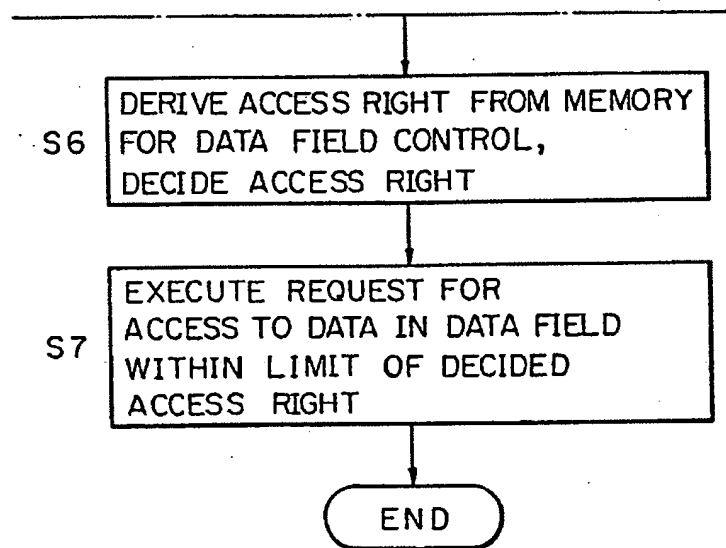 S6
DERIVE ACCESS RIGHT FROM MEMORY
FOR DATA FIELD CONTROL,
DECIDE ACCESS RIGHT
S7
EXECUTE REQUEST FOR
ACCESS TO DATA IN DATA FIELD
WITHIN LIMIT OF DECIDED
ACCESS RIGHT
END